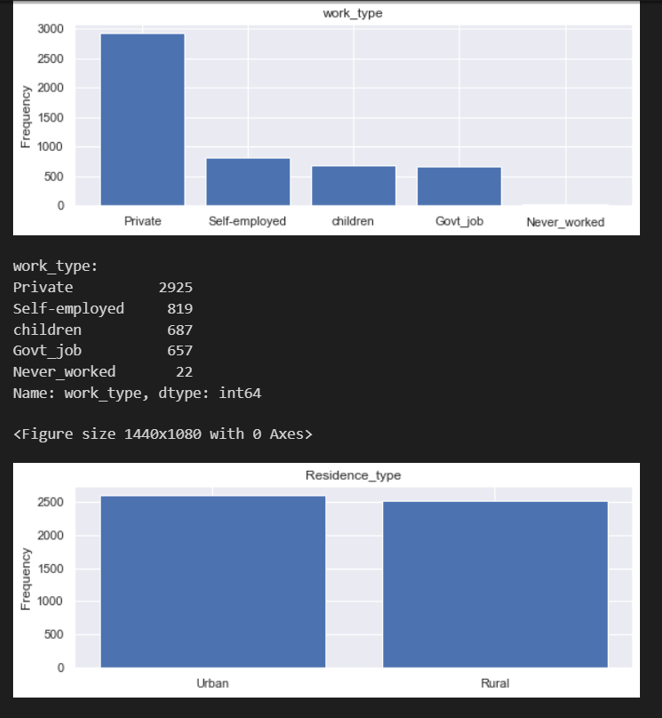 work_type
3000
2500
2000
1500
1000
500
0
Frequency
Private Self-employed children Govt_job Never_worked
work_type:
Private 2925
Self-employed 819
children 687
Govt_job 657
Never_worked 22
Name: work_type, dtype: int64
<Figure size 1440x1080 with 0 Axes>
Residence_type
2500
2000
1500
1000
500
0
Frequency
Urban Rural